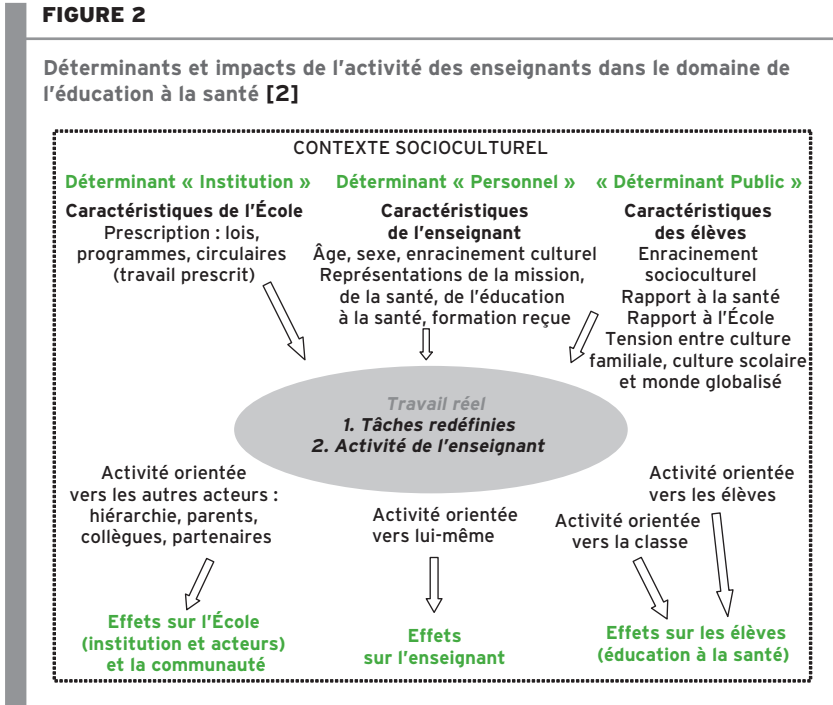 FIGURE 2
Déterminants et impacts de l'activité des enseignants dans le domaine de
l'éducation à la santé [2]
CONTEXTE SOCIOCULTUREL
Déterminant « Institution »
Caractéristiques de l'École
Prescription : lois,
programmes, circulaires
(travail prescrit)
Déterminant « Personnel »
Caractéristiques
de l'enseignant
Âge, sexe, enracinement culturel
Représentations de la mission,
de la santé, de l'éducation
à la santé, formation reçue
« Déterminant Public »
Caractéristiques
des élèves
Enracinement
socioculturel
Rapport à la santé
Rapport à l'École
Tension entre culture
familiale, culture scolaire
et monde globalisé
Travail réel
1. Tâches redéfinies
2. Activité de l'enseignant
Activité orientée
vers les autres acteurs :
hiérarchie, parents,
collègues, partenaires
Activité orientée
vers lui-même
Activité orientée
vers la classe
Activité orientée
vers les élèves
Effets sur l'École
(institution et acteurs)
et la communauté
Effets
sur l'enseignant
Effets sur les élèves
(éducation à la santé)